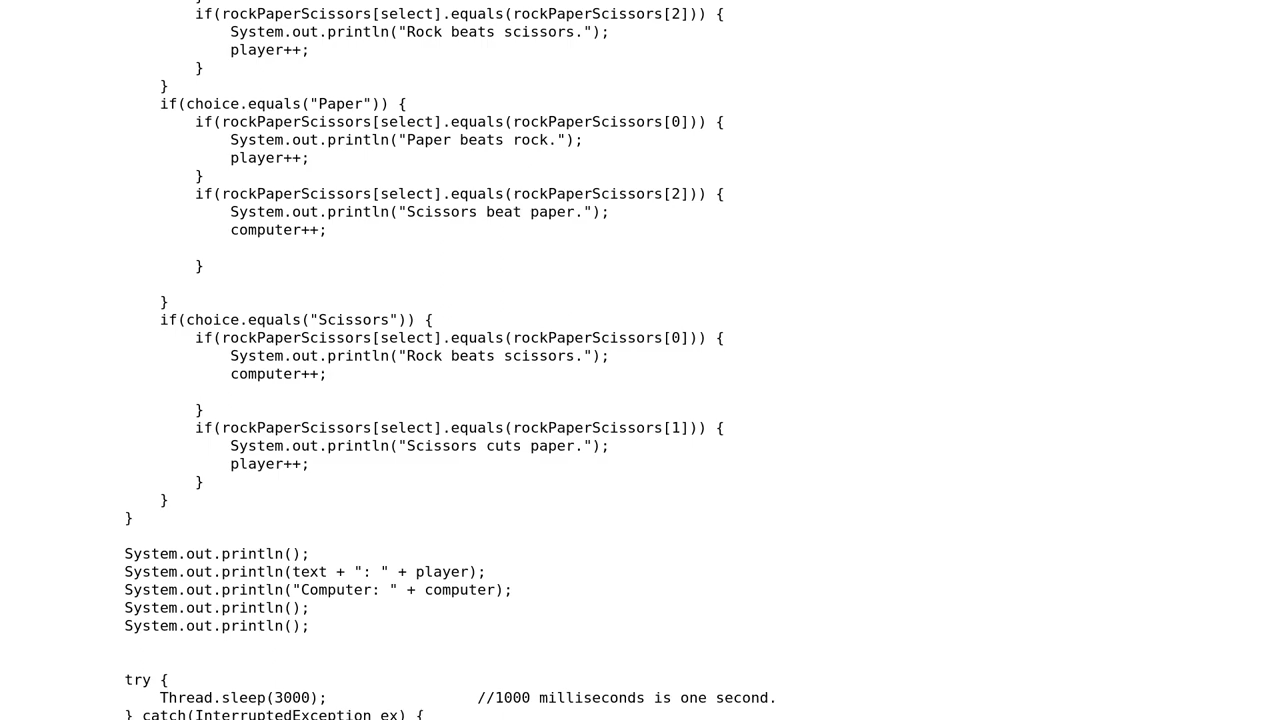 if(rockPaperScissors[select].equals(rockPaperScissors[2])) {
System.out.println("Rock beats scissors.");
player++;
}
}
if(choice.equals("Paper")) {
if(rockPaperScissors[select].equals(rockPaperScissors[0])) {
System.out.println("Paper beats rock.");
player++;
}
if(rockPaperScissors[select].equals(rockPaperScissors[2])) {
System.out.println("Scissors beat paper.");
computer++;
}
}
if(choice.equals("Scissors")) {
if(rockPaperScissors[select].equals(rockPaperScissors[0])) {
System.out.println("Rock beats scissors.");
computer++;
}
if(rockPaperScissors[select].equals(rockPaperScissors[1])) {
System.out.println("Scissors cuts paper.");
player++;
}
}
}
System.out.println();
System.out.println(text + ": " + player);
System.out.println("Computer: " + computer);
System.out.println();
System.out.println();
try {
Thread.sleep(3000); //1000 milliseconds is one second.
} catch(InterruptedException ex) {